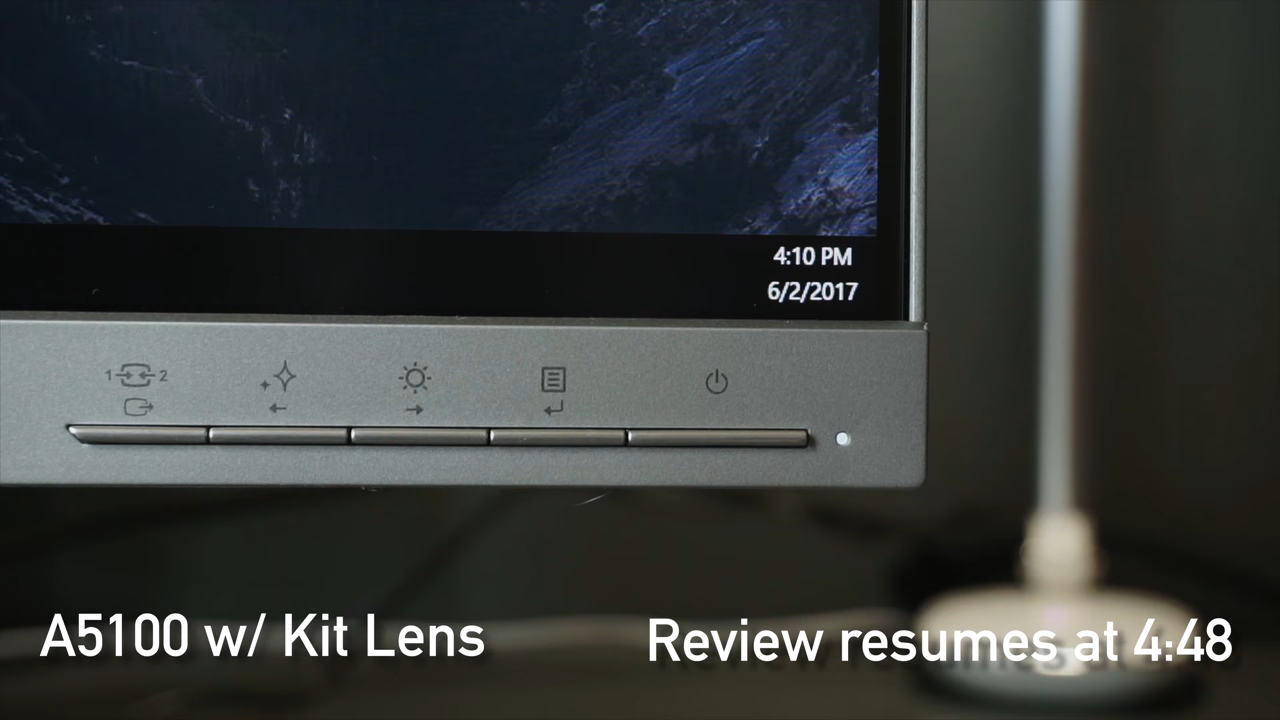 4:10 PM
6/2/2017
1 2
A5100 w/ Kit Lens
Review resumes at 4:48